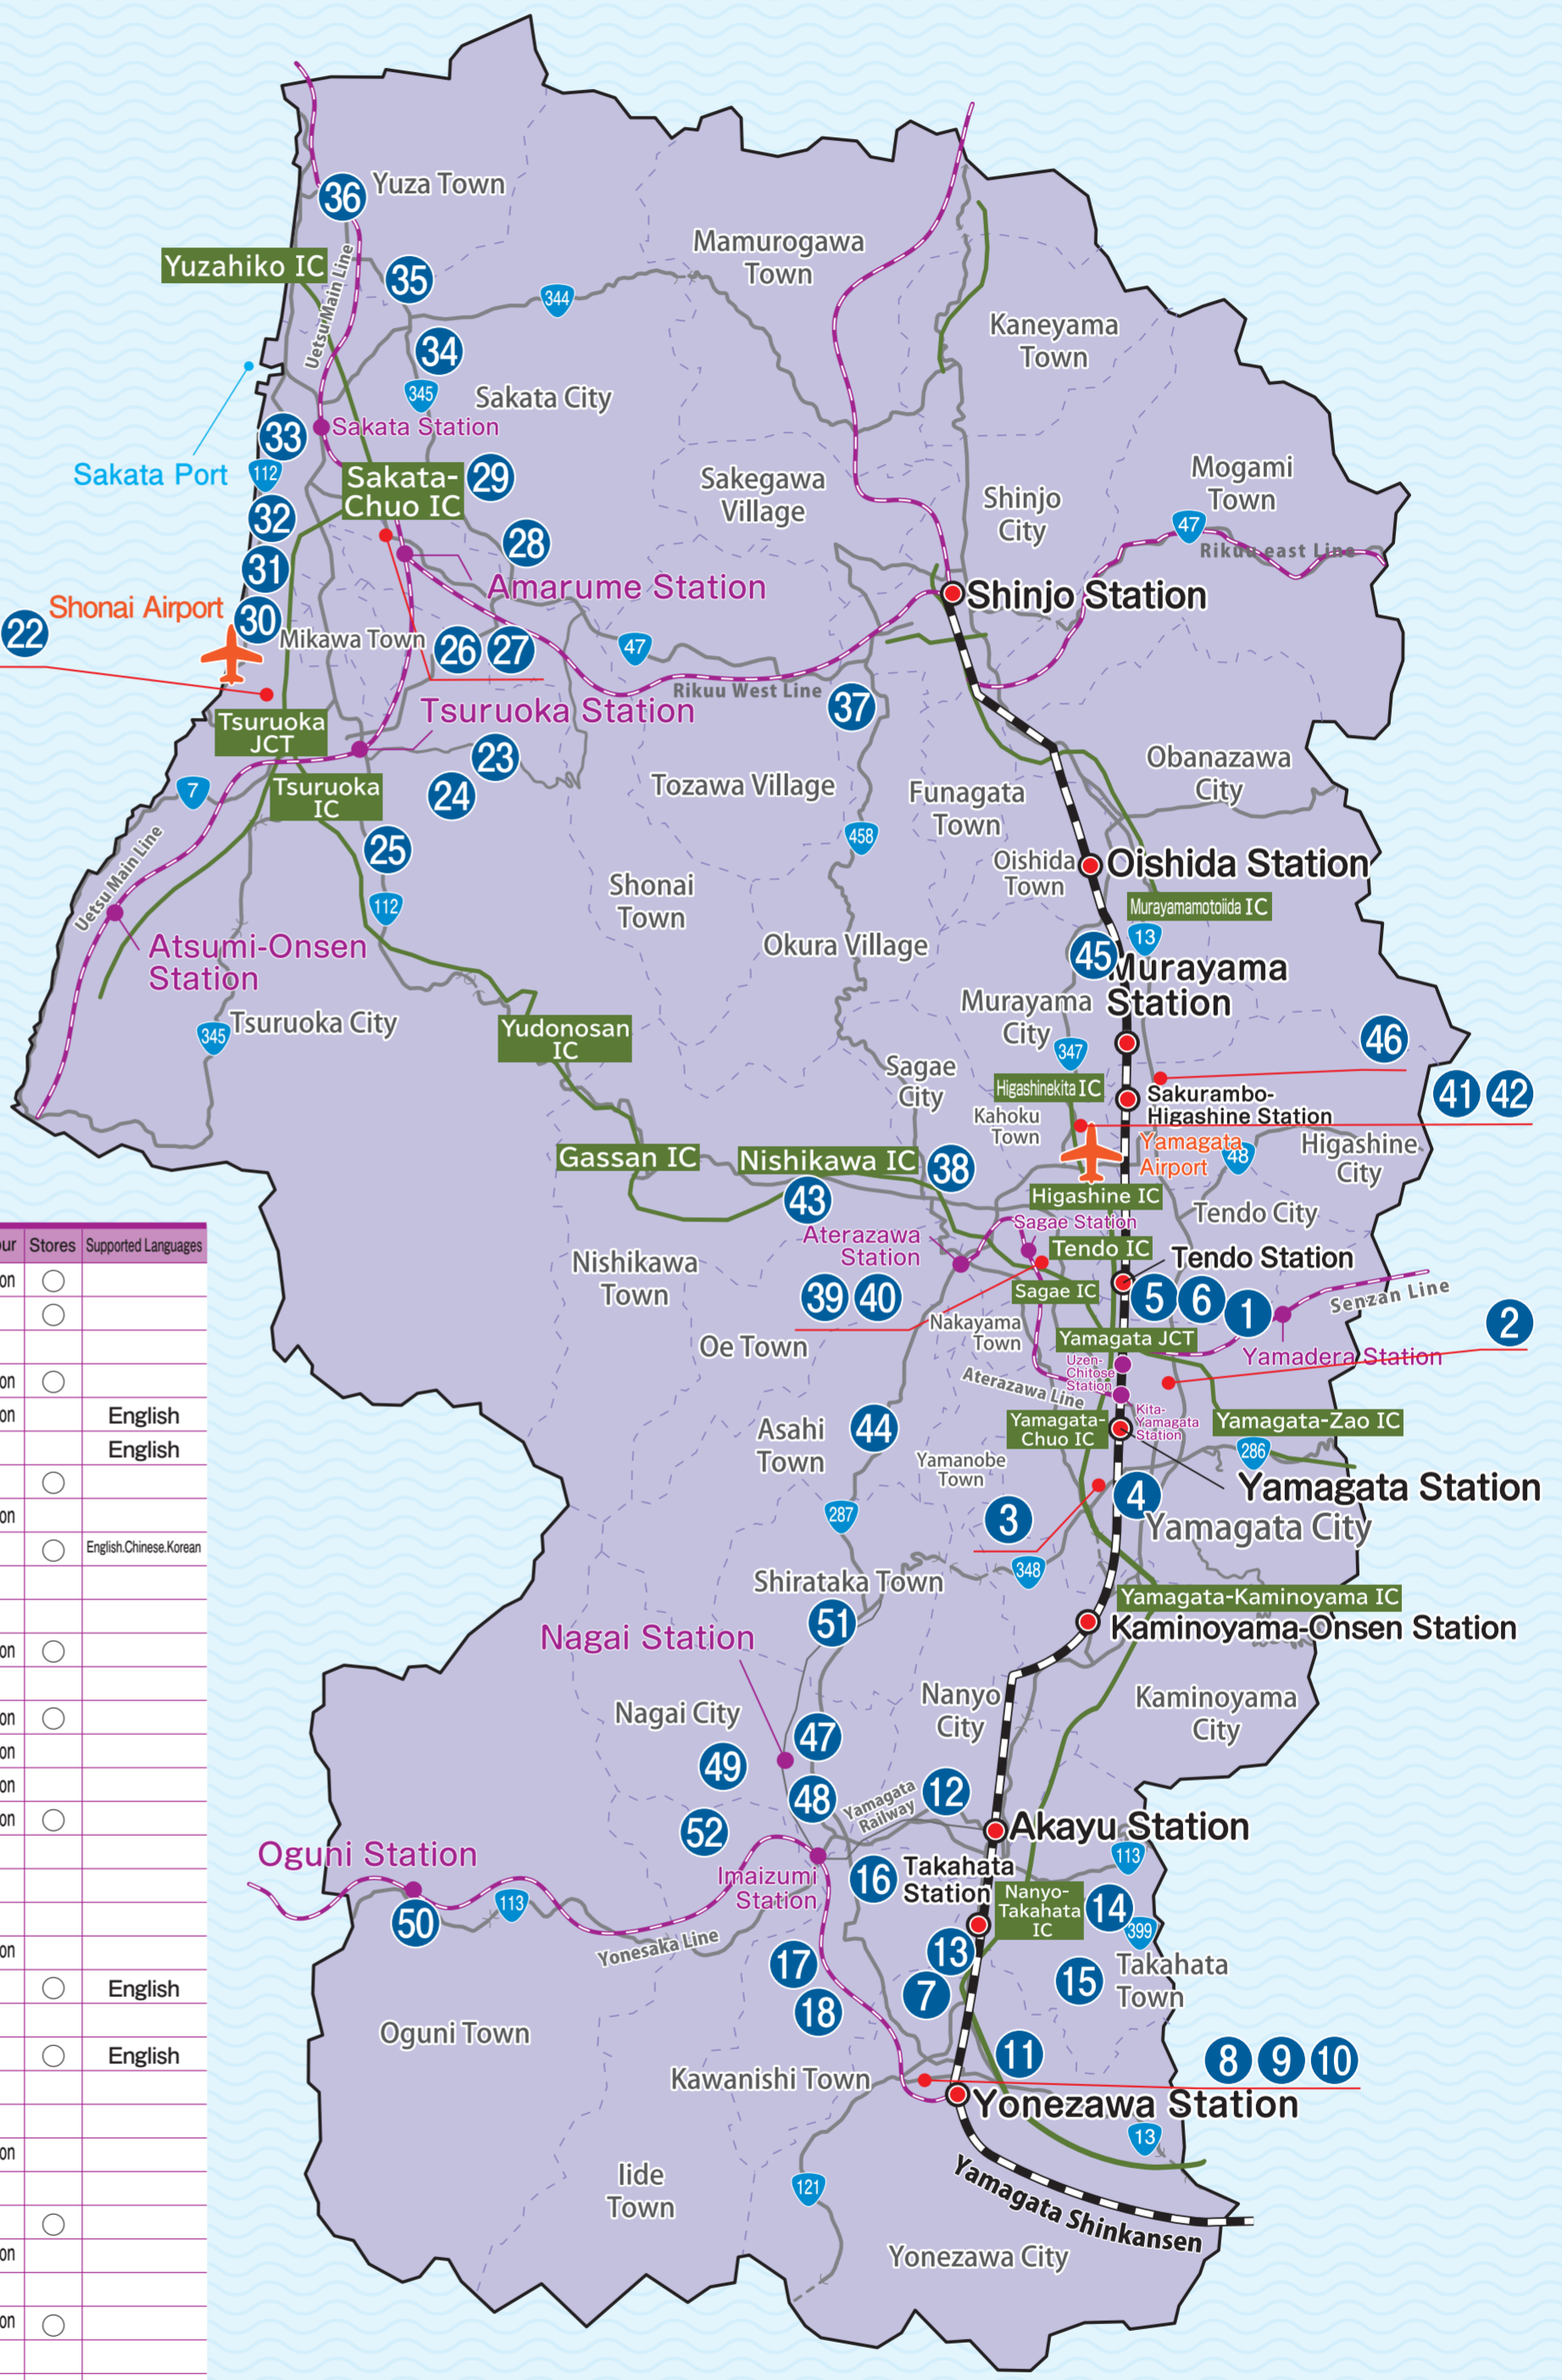 36
Yuza Town
Mamurogawa
Town
Yuzahiko IC
Uetsu Main Line
35
344
Kaneyama
Town
34
345
Sakata City
33
Sakata Station
Sakata Port
112
Sakata-
Chuo IC
29
Sakegawa
Village
Shinjo
City
Mogami
Town
47
Rikuu east Line
32
28
31
Amarume Station
Shinjo Station
22
Shonai Airport
30
Mikawa Town
26
27
47
Rikuu West Line
37
Tsuruoka Station
Tsuruoka
JCT
23
Tsuruoka
IC
24
7
Tozawa Village
Funagata
Town
Obanazawa
City
25
458
Oishida
Town
Oishida Station
Uetsu Main Line
112
Shonai
Town
Murayamamotoiida IC
13
Atsumi-Onsen
Station
Okura Village
45
Murayama
Station
Murayama
City
345
Tsuruoka City
Yudonosan
IC
347
46
Sagae
City
Higashinekita IC
Sakurambo-
Higashine Station
41
42
Kahoku
Town
Yamagata
Airport
48
Higashine
City
Gassan IC
Nishikawa IC
38
43
Higashine IC
Tendo City
Aterazawa
Station
Sagae Station
Tendo IC
Tendo Station
Nishikawa
Town
39
40
Sagae IC
5
6
1
Senzan Line
2
Nakayama
Town
Oe Town
Yamagata JCT
Yamadera Station
Uzen-
Chitose
Station
Aterazawa Line
Kita-
Yamagata
Station
Yamagata-
Chuo IC
Yamagata-Zao IC
286
Asahi
Town
44
Yamanobe
Town
Yamagata Station
4
3
Yamagata City
287
348
Shirataka Town
51
Yamagata-Kaminoyama IC
Kaminoyama-Onsen Station
Nagai Station
Nagai City
Nanyo
City
Kaminoyama
City
47
49
48
Yamagata
Railway
12
52
Akayu Station
113
Oguni Station
Imaizumi
Station
16
Takahata
Station
Nanyo-
Takahata
IC
14
399
50
113
Yonesaka Line
13
17
7
15
Takahata
Town
18
Oguni Town
11
8
9
10
Kawanishi Town
Yonezawa Station
13
Iide
Town
121
Yamagata Shinkansen
Yonezawa City
Stores
Supported Languages
English
English
English.Chinese.Korean
English
English